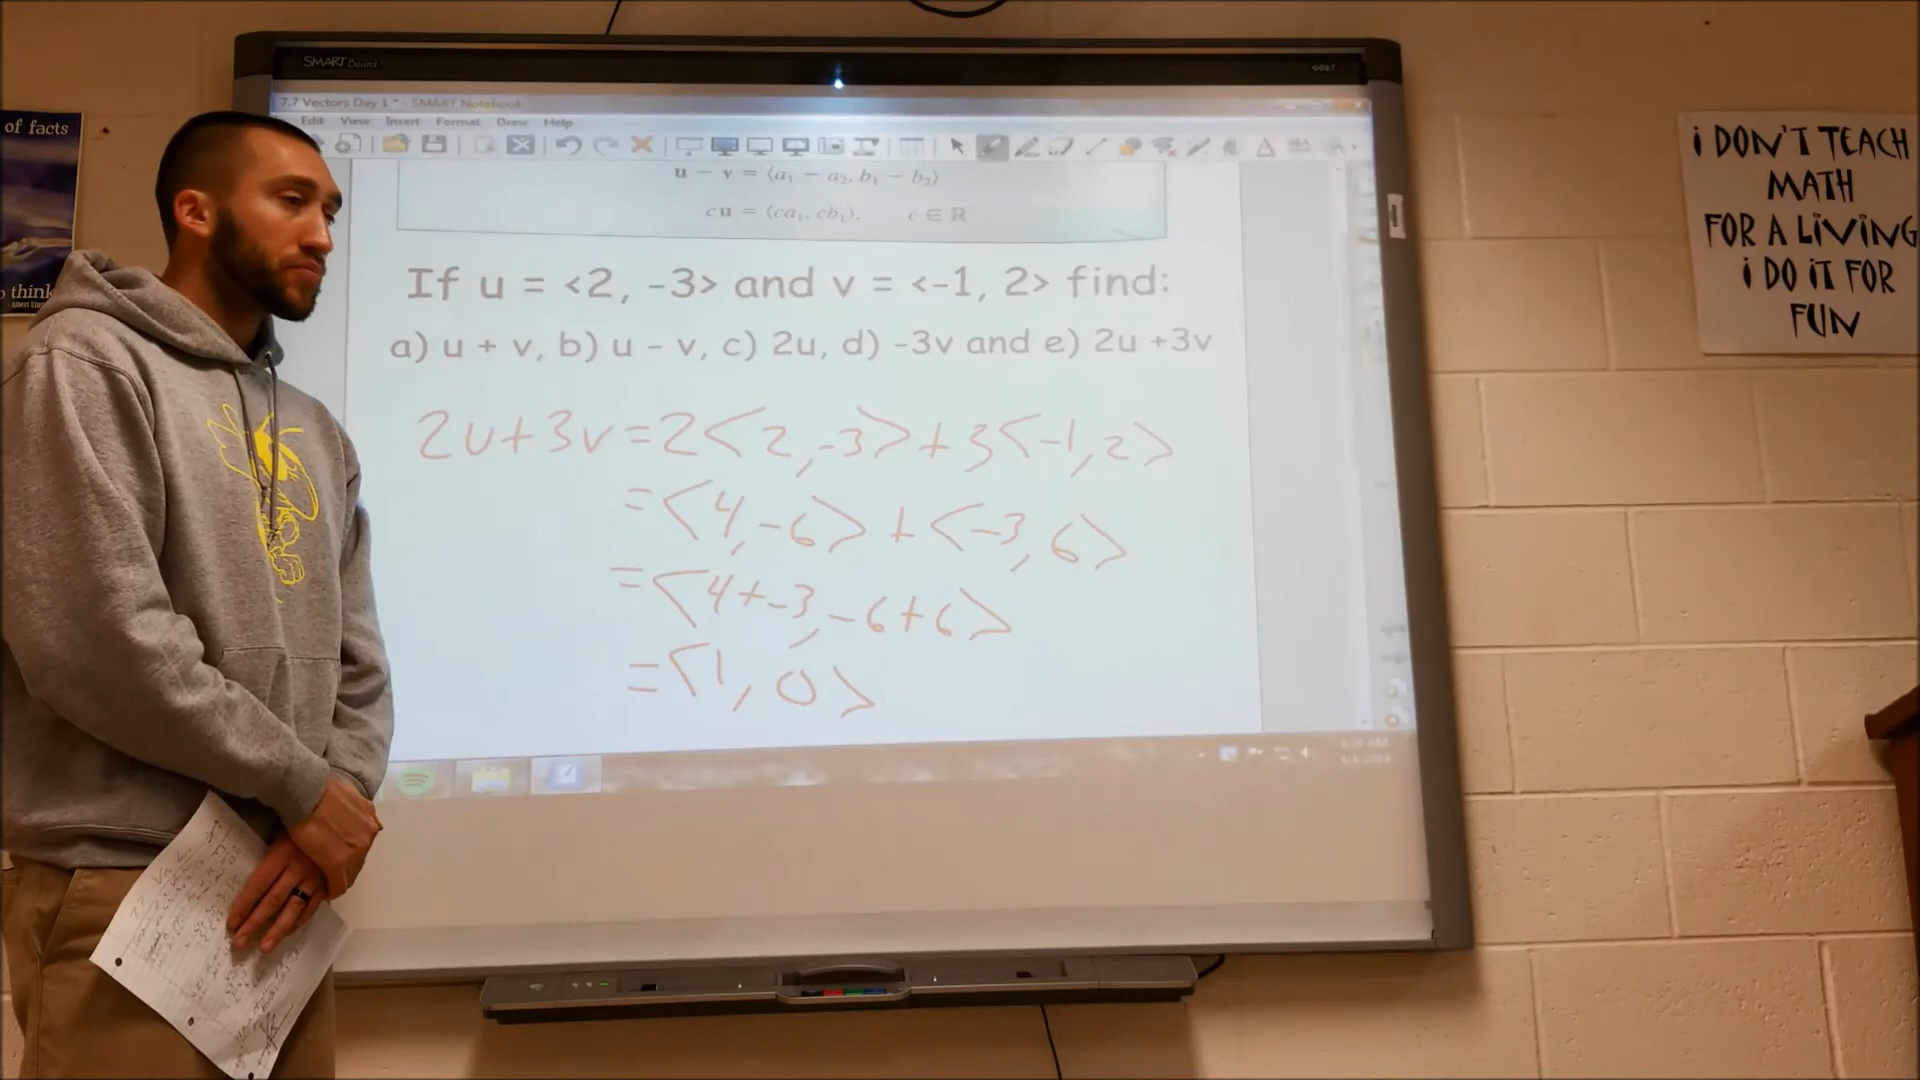 of facts
think
SMART Board
7.7 Vectors Day 1 * - SMART Notebook
Edit View Insert Format Draw Help
u - v = ⟨a₁ - a₂, b₁ - b₂⟩
cu = ⟨ca₁, cb₁⟩, c ∈ ℝ
If u = <2, -3> and v = <-1, 2> find:
a) u + v, b) u - v, c) 2u, d) -3v and e) 2u +3v
2u+3v=2<2,-3>+3<-1,2>
=<4,-6>+<-3,6>
=<4+-3,-6+6>
=<1,0>
i DON'T TEACH
MATH
FOR A LiViNG
i DO iT FOR
FUN